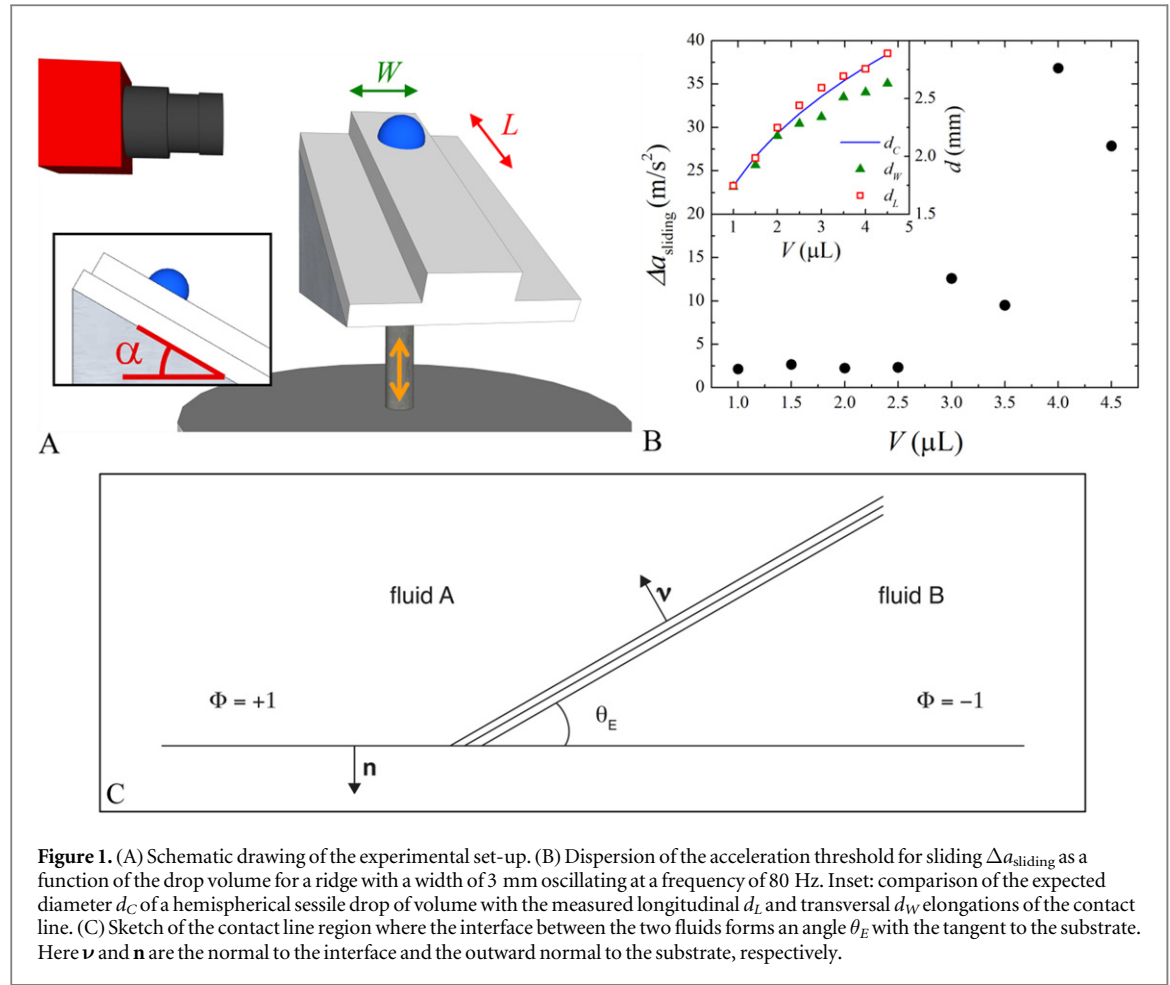 W
L
α
A
40
35
30
25
20
15
10
5
0
Δa_sliding (m/s²)
1.0 1.5 2.0 2.5 3.0 3.5 4.0 4.5
V (μL)
2.5
2.0
1.5
d (mm)
d_C
d_W
d_L
1 2 3 4 5
V (μL)
B
fluid A
ν
fluid B
Φ = +1
θ_E
Φ = −1
n
C
Figure 1. (A) Schematic drawing of the experimental set-up. (B) Dispersion of the acceleration threshold for sliding Δa_sliding as a
function of the drop volume for a ridge with a width of 3 mm oscillating at a frequency of 80 Hz. Inset: comparison of the expected
diameter d_C of a hemispherical sessile drop of volume with the measured longitudinal d_L and transversal d_W elongations of the contact
line. (C) Sketch of the contact line region where the interface between the two fluids forms an angle θ_E with the tangent to the substrate.
Here ν and n are the normal to the interface and the outward normal to the substrate, respectively.